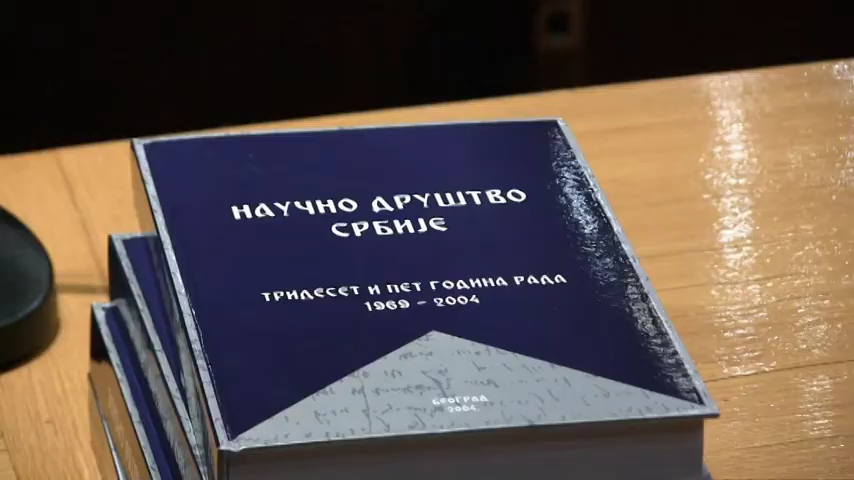 НАУЧНО ДРУШТВО
СРБИЈЕ
ТРИДЕСЕТ И ПЕТ ГОДИНА РАДА
1969 - 2004
БЕОГРАД
2004.